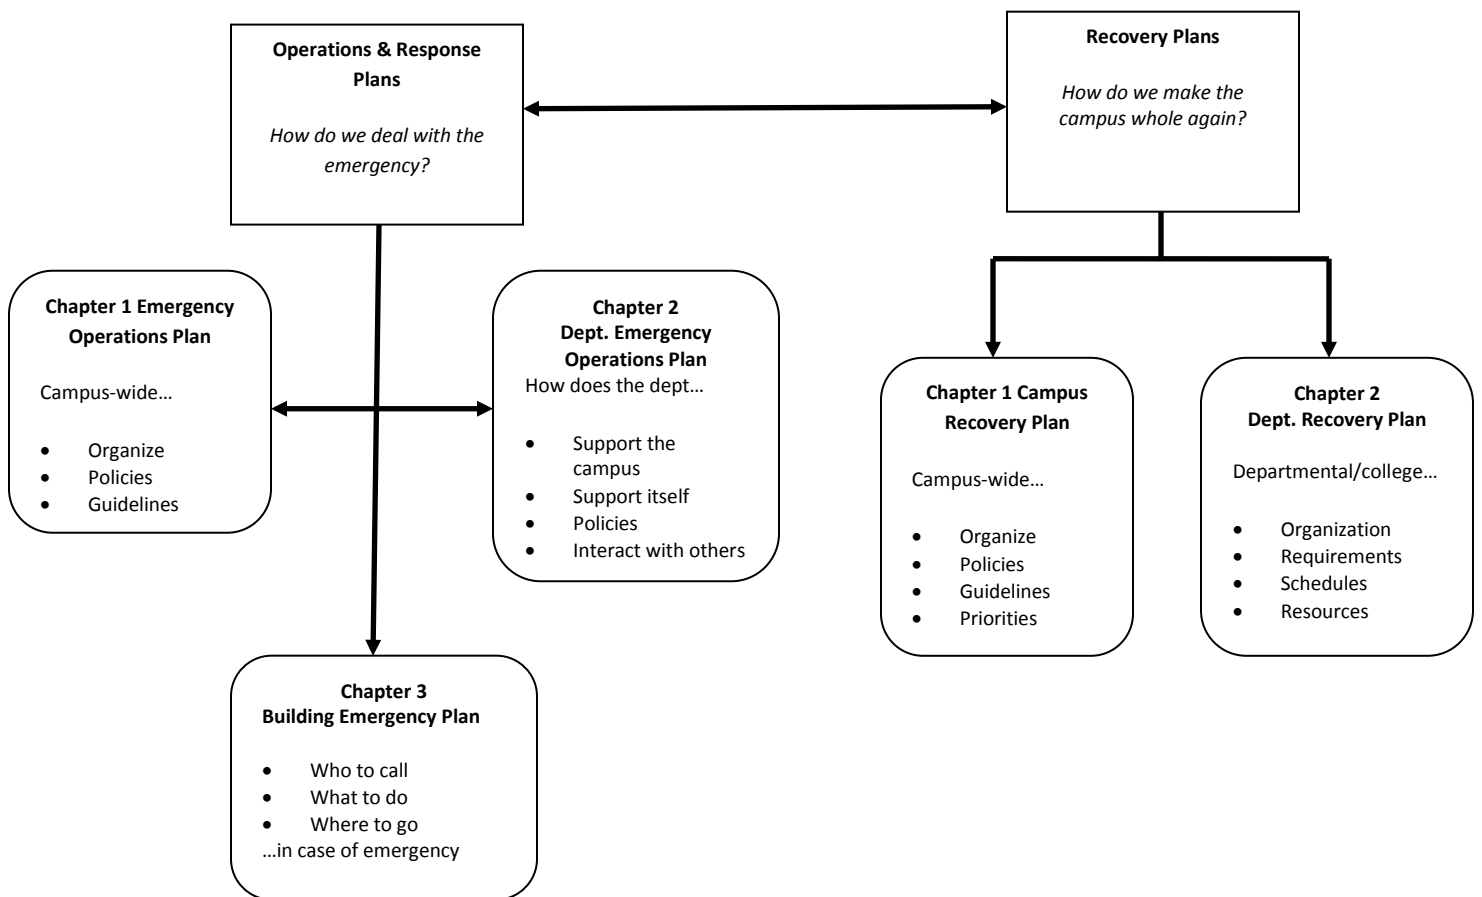 Operations & Response
Plans
How do we deal with the
emergency?
Recovery Plans
How do we make the
campus whole again?
Chapter 1 Emergency
Operations Plan
Campus-wide…
• Organize
• Policies
• Guidelines
Chapter 2
Dept. Emergency
Operations Plan
How does the dept…
• Support the
campus
• Support itself
• Policies
• Interact with others
Chapter 1 Campus
Recovery Plan
Campus-wide…
• Organize
• Policies
• Guidelines
• Priorities
Chapter 2
Dept. Recovery Plan
Departmental/college…
• Organization
• Requirements
• Schedules
• Resources
Chapter 3
Building Emergency Plan
• Who to call
• What to do
• Where to go
…in case of emergency